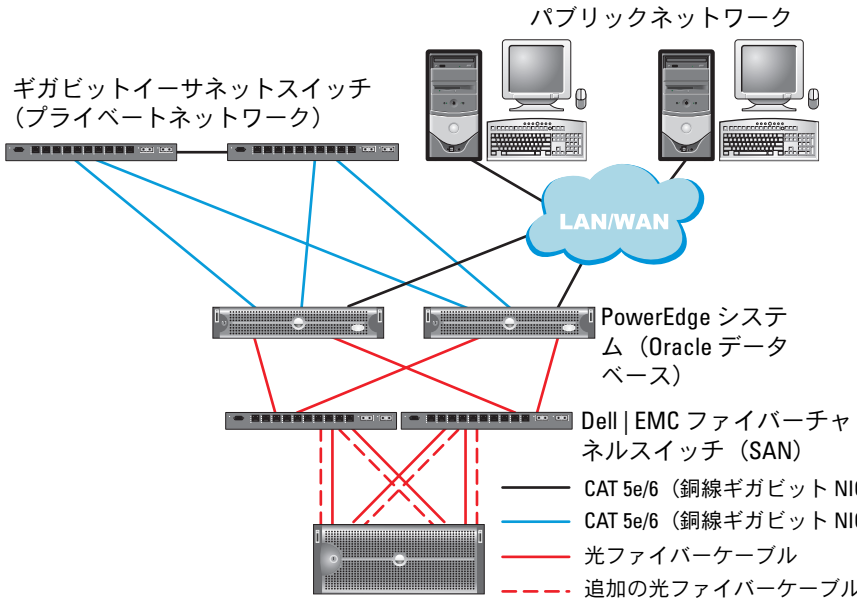 パブリックネットワーク
ギガビットイーサネットスイッチ
（プライベートネットワーク）
LAN/WAN
PowerEdge システ
ム（Oracle データ
ベース）
Dell | EMC ファイバーチャ
ネルスイッチ（SAN）
CAT 5e/6（銅線ギガビット NI
CAT 5e/6（銅線ギガビット NI
光ファイバーケーブル
追加の光ファイバーケーブル